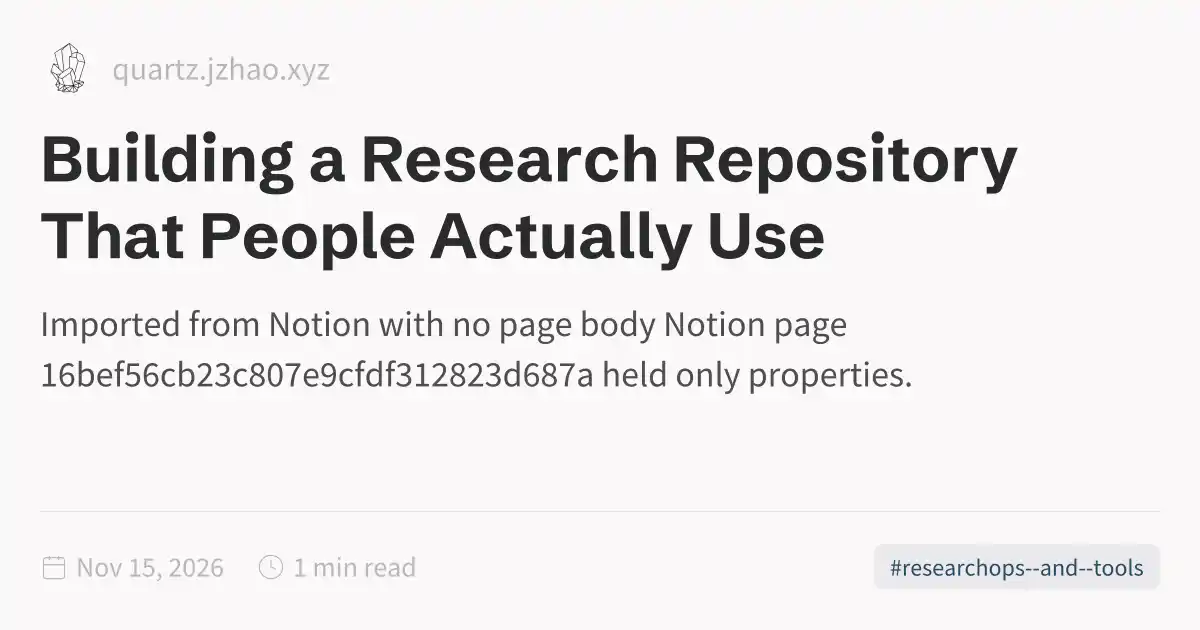 quartz.jzhao.xyz
Building a Research Repository
That People Actually Use
Imported from Notion with no page body Notion page
16bef56cb23c807e9cfdf312823d687a held only properties.
Nov 15, 2026 1 min read #researchops--and--tools